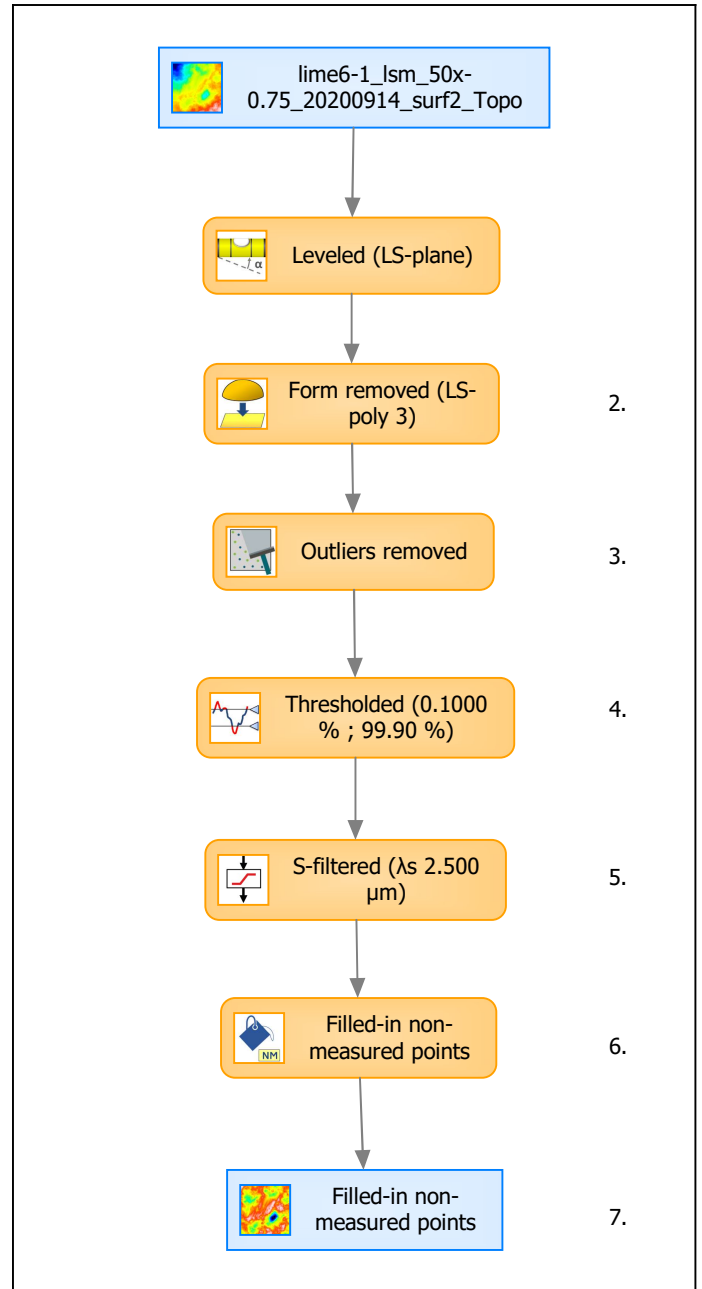 lime6-1_lsm_50x-
0.75_20200914_surf2_Topo
α
Leveled (LS-plane)
Form removed (LS-
poly 3)
2.
Outliers removed
3.
Thresholded (0.1000
% ; 99.90 %)
4.
S-filtered (λs 2.500
µm)
5.
Filled-in non-
measured points
NM
6.
Filled-in non-
measured points
7.